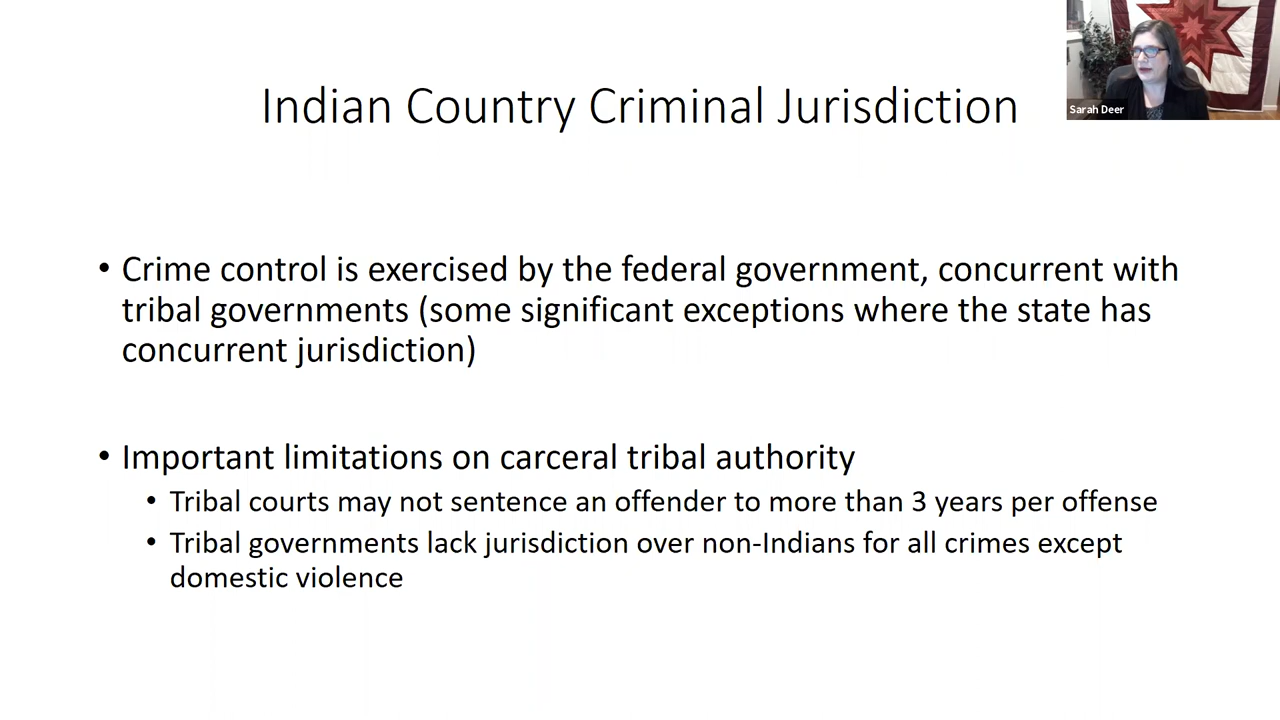 Indian Country Criminal Jurisdiction
Sarah Deer
• Crime control is exercised by the federal government, concurrent with
tribal governments (some significant exceptions where the state has
concurrent jurisdiction)
• Important limitations on carceral tribal authority
• Tribal courts may not sentence an offender to more than 3 years per offense
• Tribal governments lack jurisdiction over non-Indians for all crimes except
domestic violence